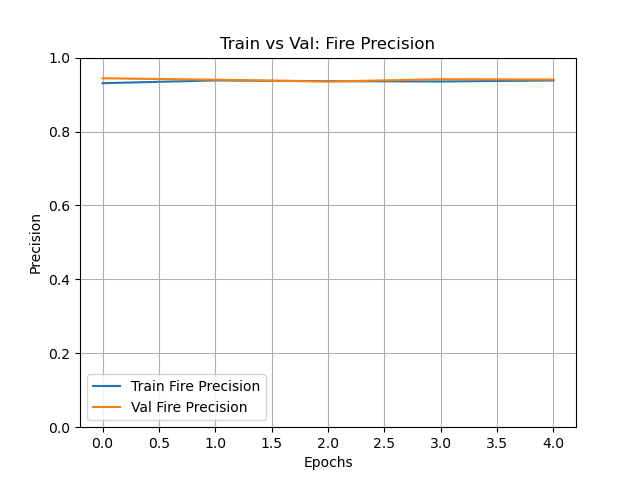 Train vs Val: Fire Precision
1.0
0.8
0.6
0.4
0.2
0.0
Precision
Train Fire Precision
Val Fire Precision
0.0 0.5 1.0 1.5 2.0 2.5 3.0 3.5 4.0
Epochs